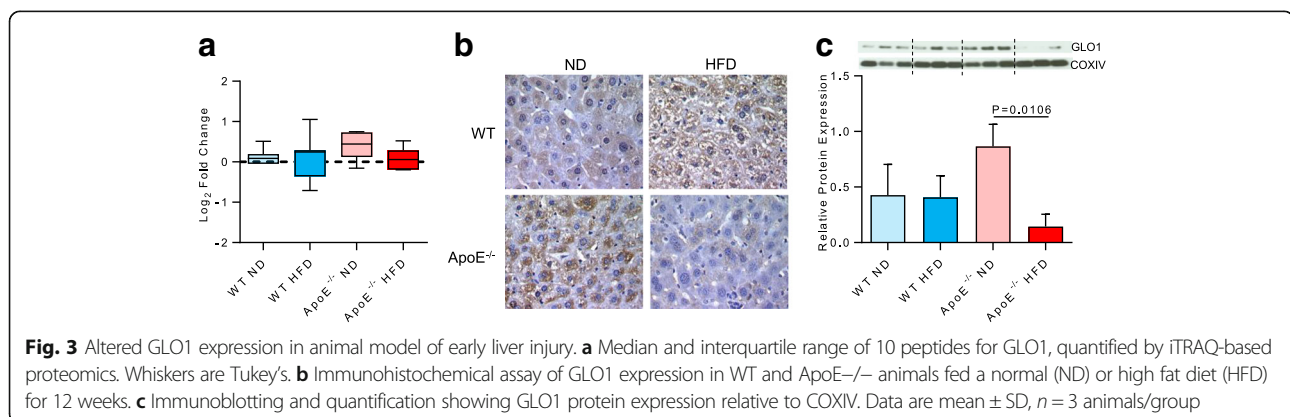 a
2
1
0
-1
-2
Log₂ Fold Change
WT ND
WT HFD
ApoE⁻/⁻ ND
ApoE⁻/⁻ HFD
b
ND
HFD
WT
ApoE⁻/⁻
c
GLO1
COXIV
1.5
1.0
0.5
0.0
Relative Protein Expression
P=0.0106
WT ND
WT HFD
ApoE⁻/⁻ ND
ApoE⁻/⁻ HFD
Fig. 3 Altered GLO1 expression in animal model of early liver injury. a Median and interquartile range of 10 peptides for GLO1, quantified by iTRAQ-based
proteomics. Whiskers are Tukey's. b Immunohistochemical assay of GLO1 expression in WT and ApoE−/− animals fed a normal (ND) or high fat diet (HFD)
for 12 weeks. c Immunoblotting and quantification showing GLO1 protein expression relative to COXIV. Data are mean ± SD, n = 3 animals/group